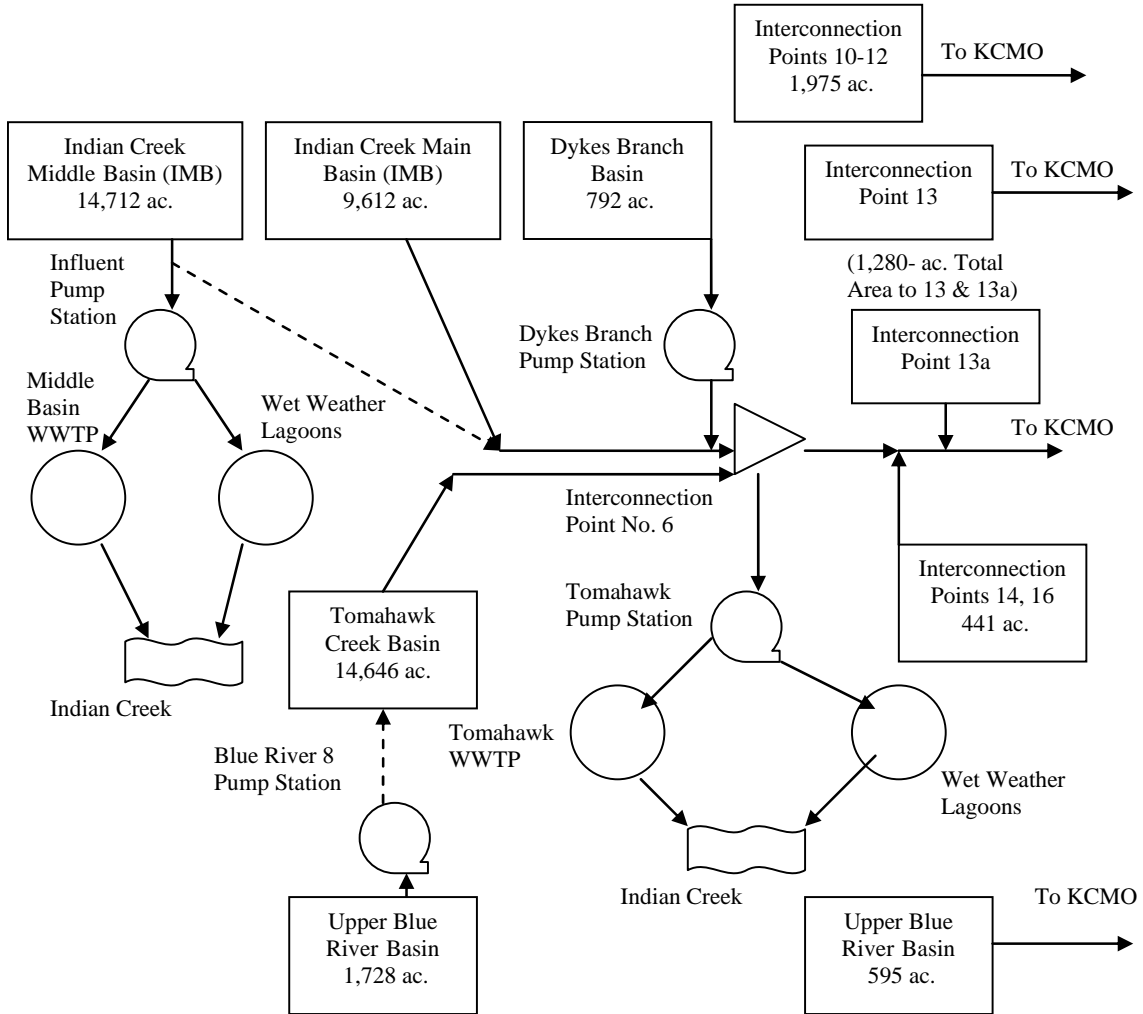 Interconnection
Points 10-12
1,975 ac.
To KCMO
Indian Creek
Middle Basin (IMB)
14,712 ac.
Indian Creek Main
Basin (IMB)
9,612 ac.
Dykes Branch
Basin
792 ac.
Interconnection
Point 13
To KCMO
(1,280- ac. Total
Area to 13 & 13a)
Influent
Pump
Station
Dykes Branch
Pump Station
Interconnection
Point 13a
Middle
Basin
WWTP
Wet Weather
Lagoons
To KCMO
Interconnection
Point No. 6
Interconnection
Points 14, 16
441 ac.
Tomahawk
Pump Station
Tomahawk
Creek Basin
14,646 ac.
Indian Creek
Tomahawk
WWTP
Blue River 8
Pump Station
Wet Weather
Lagoons
Indian Creek
To KCMO
Upper Blue
River Basin
1,728 ac.
Upper Blue
River Basin
595 ac.